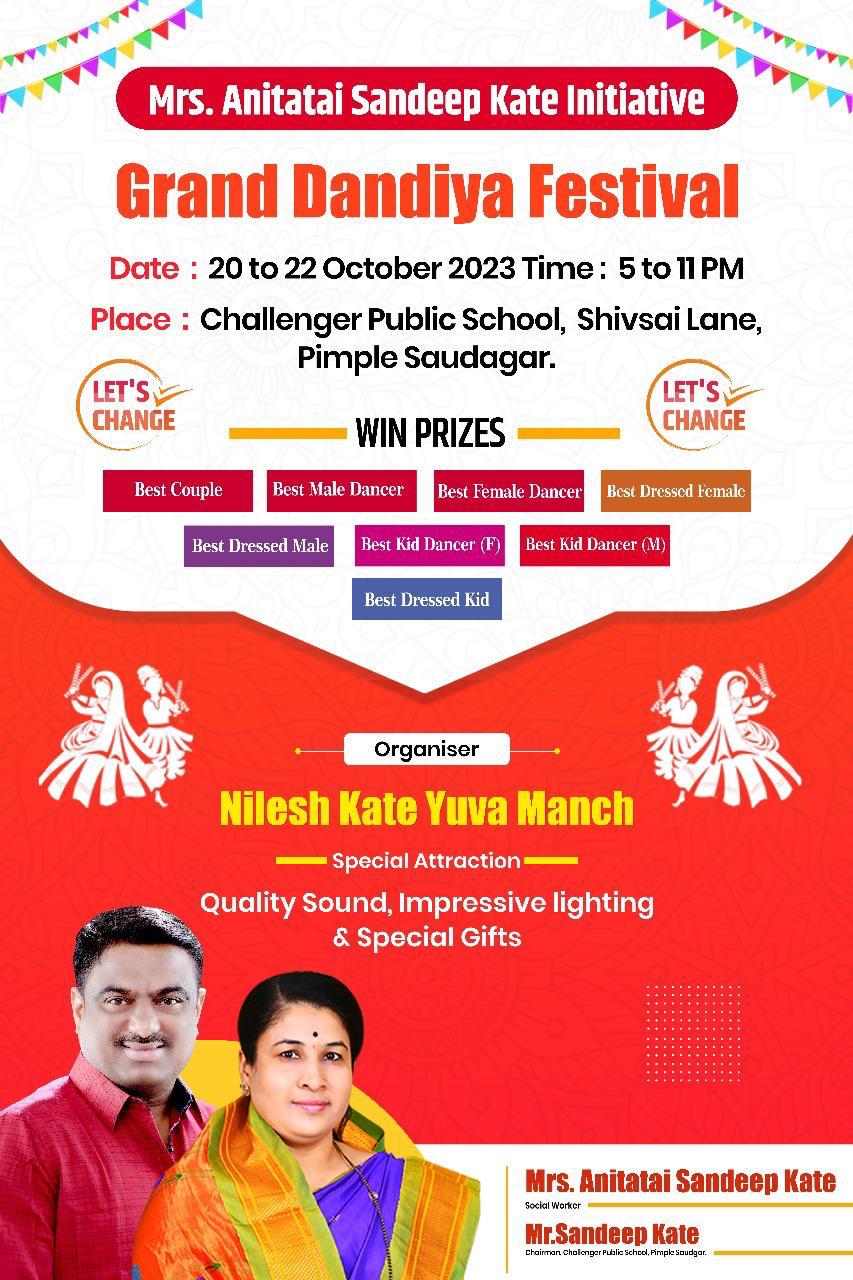 Mrs. Anitatai Sandeep Kate Initiative
Grand Dandiya Festival
Date : 20 to 22 October 2023 Time : 5 to 11 PM
Place : Challenger Public School, Shivsai Lane,
Pimple Saudagar.
LET'S
CHANGE
LET'S
CHANGE
WIN PRIZES
Best Couple
Best Male Dancer
Best Female Dancer
Best Dressed Female
Best Dressed Male
Best Kid Dancer (F)
Best Kid Dancer (M)
Best Dressed Kid
Organiser
Nilesh Kate Yuva Manch
Special Attraction
Quality Sound, Impressive lighting
& Special Gifts
Mrs. Anitatai Sandeep Kate
Social Worker
Mr.Sandeep Kate
Chairman, Challenger Public School, Pimple Saudgar.